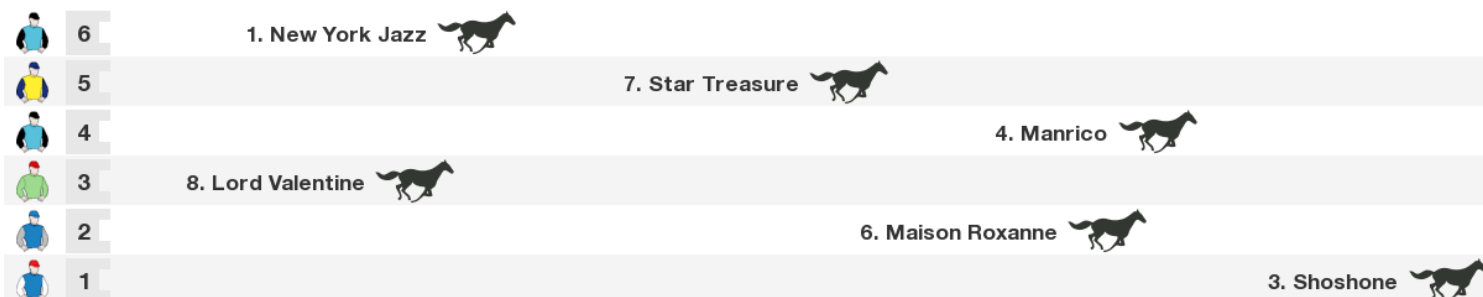 6 1. New York Jazz
5 7. Star Treasure
4 4. Manrico
3 8. Lord Valentine
2 6. Maison Roxanne
1 3. Shoshone